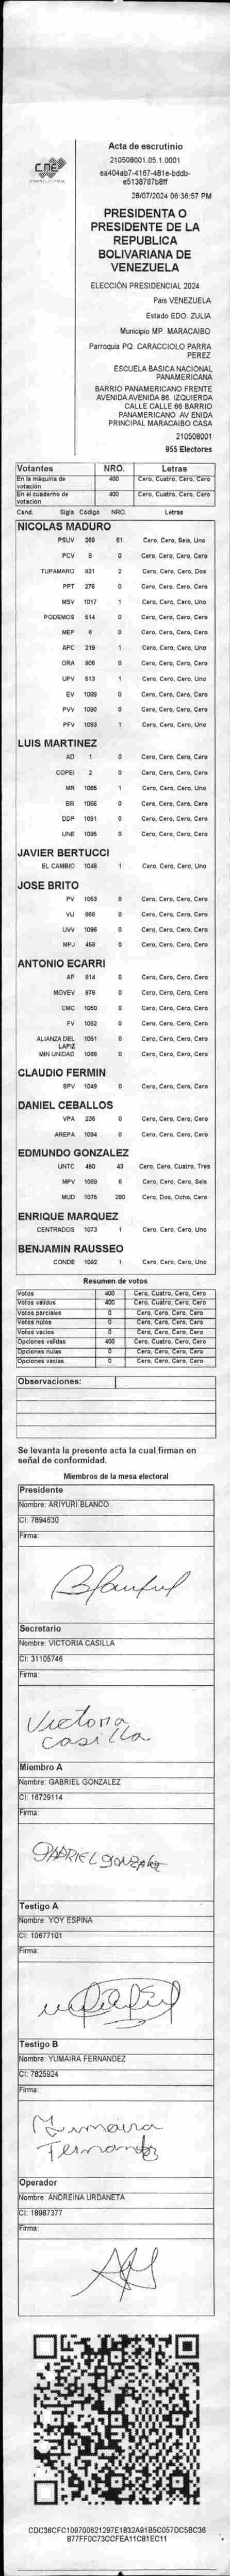 CNE
Acta de escrutinio
210508001.05.1.0001
ea404ab7-4167-481e-bddb-
e5138767b8ff
28/07/2024 06:36:57 PM
PRESIDENTA O
PRESIDENTE DE LA
REPUBLICA
BOLIVARIANA DE
VENEZUELA
ELECCIÓN PRESIDENCIAL 2024
Pais VENEZUELA
Estado EDO. ZULIA
Municipio MP. MARACAIBO
Parroquia PQ. CARACCIOLO PARRA
PEREZ
ESCUELA BASICA NACIONAL
PANAMERICANA
BARRIO PANAMERICANO FRENTE
AVENIDA AVENIDA 86. IZQUIERDA
CALLE CALLE 66 BARRIO
PANAMERICANO AV ENIDA
PRINCIPAL MARACAIBO CASA
210508001
955 Electores
Votantes NRO. Letras
En la máquina de votación 400 Cero, Cuatro, Cero, Cero
En el cuaderno de votación 400 Cero, Cuatro, Cero, Cero
Cand. Sigla Código NRO. Letras
NICOLAS MADURO
PSUV 269 61 Cero, Cero, Seis, Uno
PCV 9 0 Cero, Cero, Cero, Cero
TUPAMARO 931 2 Cero, Cero, Cero, Dos
PPT 276 0 Cero, Cero, Cero, Cero
MSV 1017 1 Cero, Cero, Cero, Uno
PODEMOS 514 0 Cero, Cero, Cero, Cero
MEP 6 0 Cero, Cero, Cero, Cero
APC 219 1 Cero, Cero, Cero, Uno
ORA 906 0 Cero, Cero, Cero, Cero
UPV 513 1 Cero, Cero, Cero, Uno
EV 1089 0 Cero, Cero, Cero, Cero
PVV 1090 0 Cero, Cero, Cero, Cero
PFV 1093 1 Cero, Cero, Cero, Uno
LUIS MARTINEZ
AD 1 0 Cero, Cero, Cero, Cero
COPEI 2 0 Cero, Cero, Cero, Cero
MR 1065 1 Cero, Cero, Cero, Uno
BR 1066 0 Cero, Cero, Cero, Cero
DDP 1091 0 Cero, Cero, Cero, Cero
UNE 1095 0 Cero, Cero, Cero, Cero
JAVIER BERTUCCI
EL CAMBIO 1048 1 Cero, Cero, Cero, Uno
JOSE BRITO
PV 1053 0 Cero, Cero, Cero, Cero
VU 868 0 Cero, Cero, Cero, Cero
UVV 1096 0 Cero, Cero, Cero, Cero
MPJ 458 0 Cero, Cero, Cero, Cero
ANTONIO ECARRI
AP 814 0 Cero, Cero, Cero, Cero
MOVEV 878 0 Cero, Cero, Cero, Cero
CMC 1050 0 Cero, Cero, Cero, Cero
FV 1062 0 Cero, Cero, Cero, Cero
ALIANZA DEL LAPIZ 1051 0 Cero, Cero, Cero, Cero
MIN UNIDAD 1068 0 Cero, Cero, Cero, Cero
CLAUDIO FERMIN
SPV 1049 0 Cero, Cero, Cero, Cero
DANIEL CEBALLOS
VPA 236 0 Cero, Cero, Cero, Cero
AREPA 1094 0 Cero, Cero, Cero, Cero
EDMUNDO GONZALEZ
UNTC 460 43 Cero, Cero, Cuatro, Tres
MPV 1069 6 Cero, Cero, Cero, Seis
MUD 1076 280 Cero, Dos, Ocho, Cero
ENRIQUE MARQUEZ
CENTRADOS 1073 1 Cero, Cero, Cero, Uno
BENJAMIN RAUSSEO
CONDE 1092 1 Cero, Cero, Cero, Uno
Resumen de votos
Votos 400 Cero, Cuatro, Cero, Cero
Votos validos 400 Cero, Cuatro, Cero, Cero
Votos parciales 0 Cero, Cero, Cero, Cero
Votos nulos 0 Cero, Cero, Cero, Cero
Votos vacios 0 Cero, Cero, Cero, Cero
Opciones validas 400 Cero, Cuatro, Cero, Cero
Opciones nulas 0 Cero, Cero, Cero, Cero
Opciones vacias 0 Cero, Cero, Cero, Cero
Observaciones:
Se levanta la presente acta la cual firman en
señal de conformidad.
Miembros de la mesa electoral
Presidente
Nombre: ARIYURI BLANCO
CI: 7894630
Firma:
Secretario
Nombre: VICTORIA CASILLA
CI: 31105746
Firma:
Victoria
Casilla
Miembro A
Nombre: GABRIEL GONZALEZ
CI: 16729114
Firma:
GABRIEL GONZALEZ
Testigo A
Nombre: YOY ESPINA
CI: 10677101
Firma:
Testigo B
Nombre: YUMAIRA FERNANDEZ
CI: 7825924
Firma:
Yumaira
Fernandez
Operador
Nombre: ANDREINA URDANETA
CI: 18987377
Firma:
CDC36CFC109700621297E1832A91B5C057DC5BC36
877FF0C73CCFEA11C81EC11